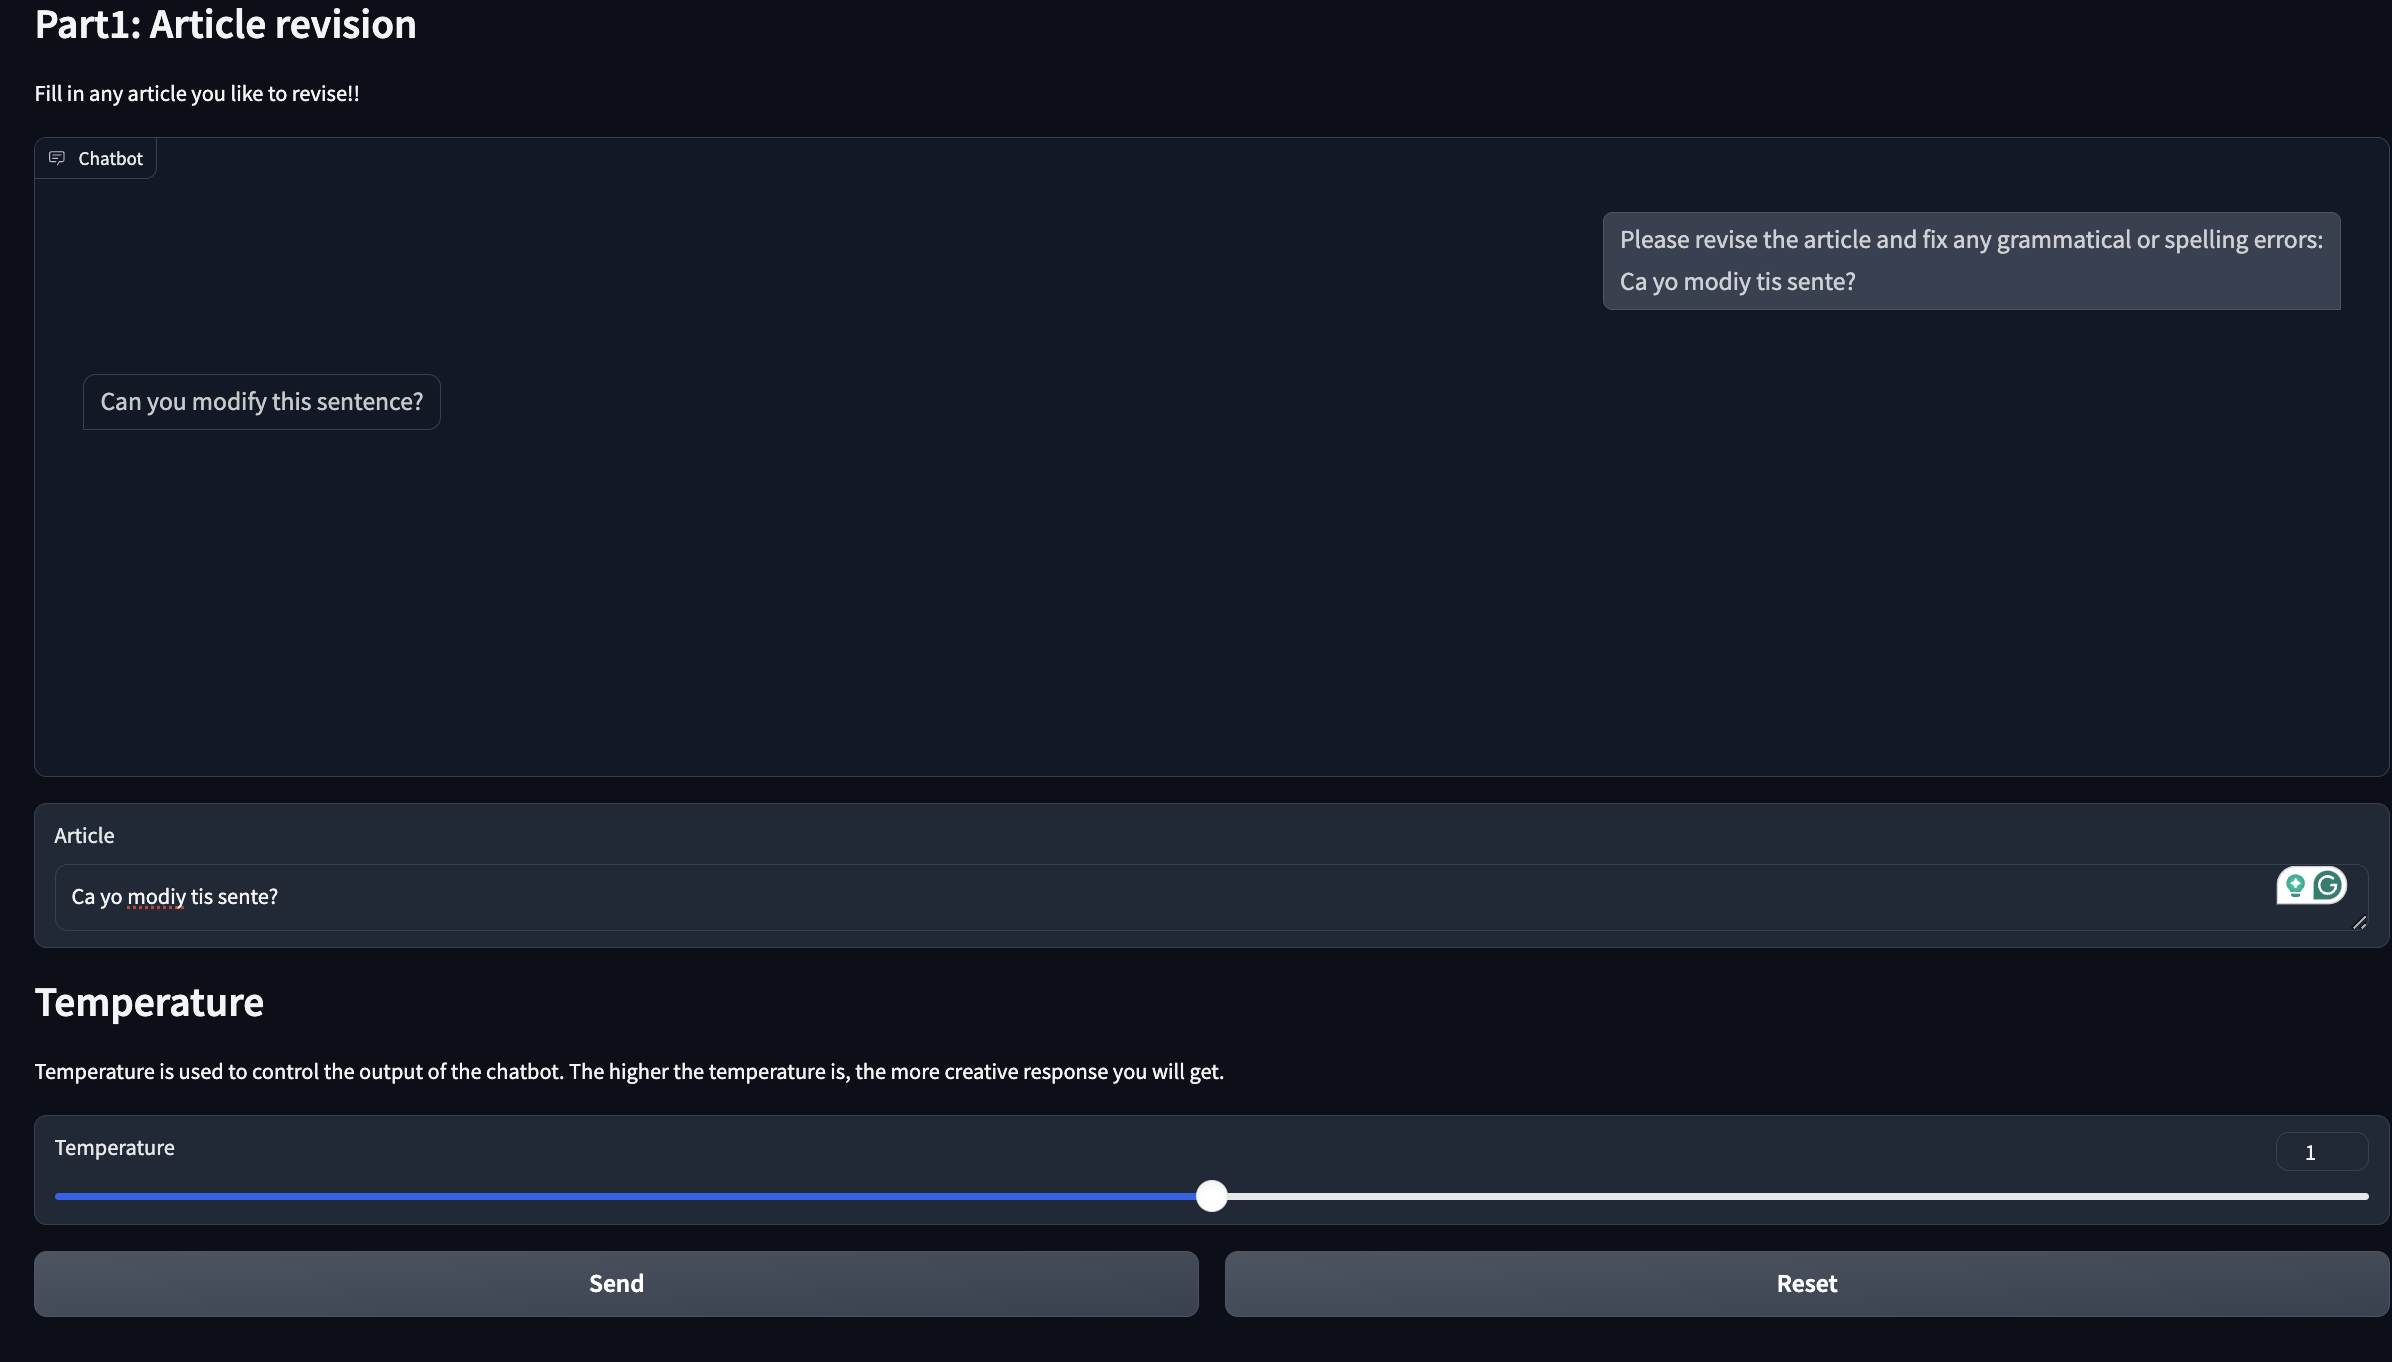 Part1: Article revision
Fill in any article you like to revise!!
Chatbot
Please revise the article and fix any grammatical or spelling errors:
Ca yo modiy tis sente?
Can you modify this sentence?
Article
Ca yo modiy tis sente?
Temperature
Temperature is used to control the output of the chatbot. The higher the temperature is, the more creative response you will get.
Temperature
1
Send
Reset